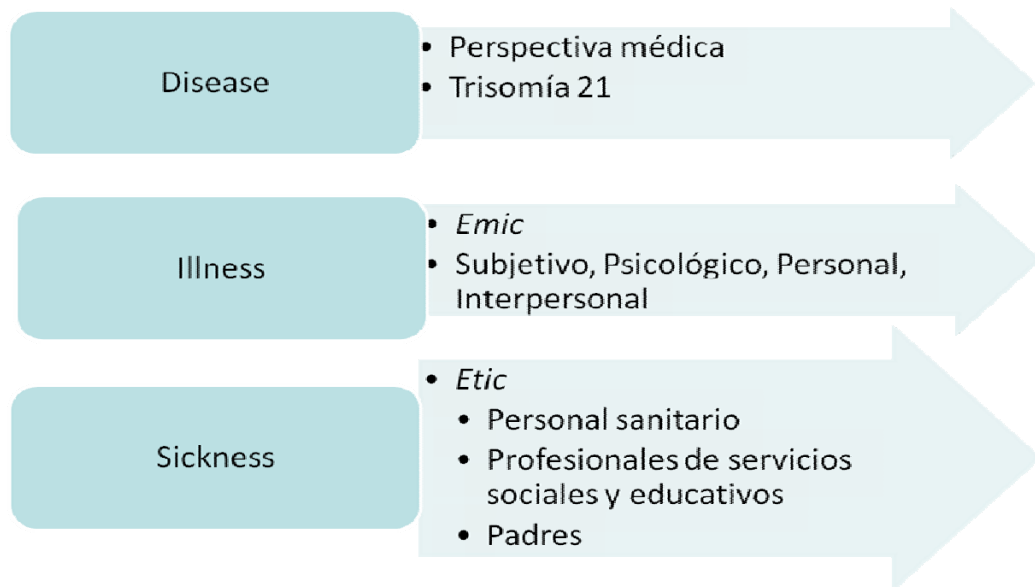 Disease
• Perspectiva médica
• Trisomía 21
Illness
• Emic
• Subjetivo, Psicológico, Personal,
Interpersonal
Sickness
• Etic
• Personal sanitario
• Profesionales de servicios
sociales y educativos
• Padres